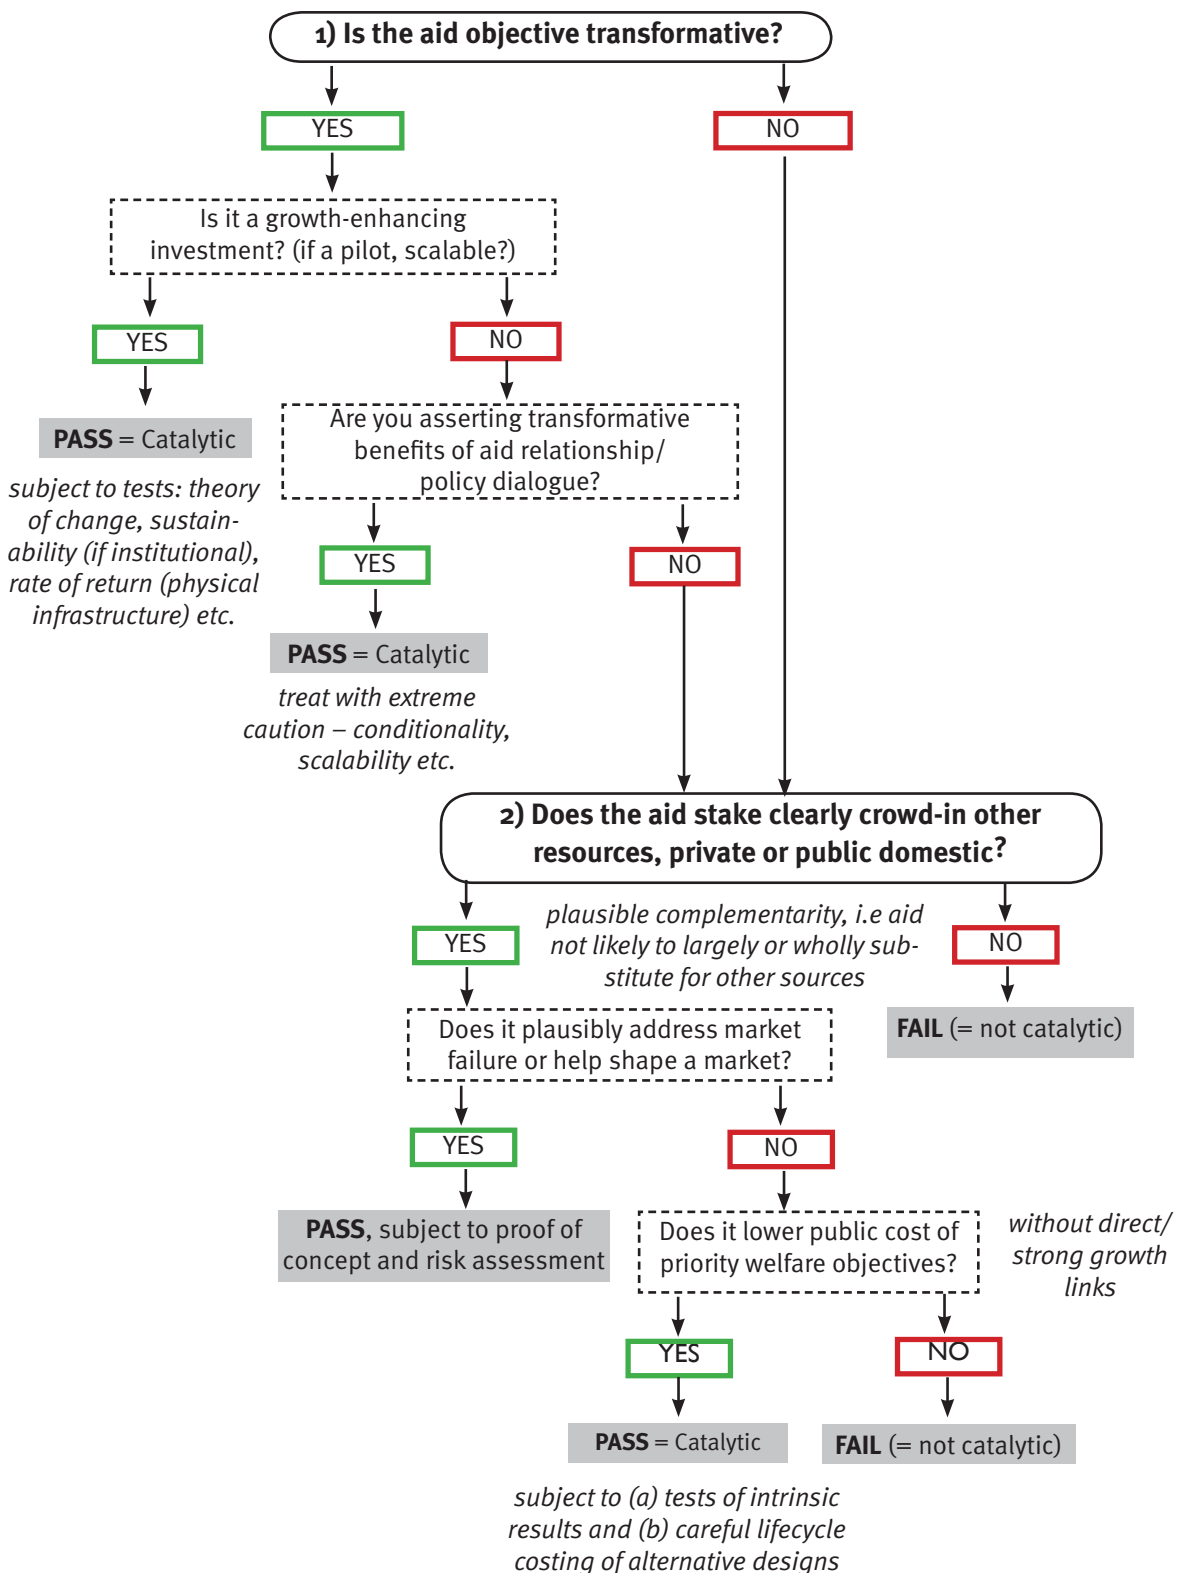 1) Is the aid objective transformative?
YES
NO
Is it a growth-enhancing
investment? (if a pilot, scalable?)
YES
NO
PASS = Catalytic
subject to tests: theory
of change, sustain-
ability (if institutional),
rate of return (physical
infrastructure) etc.
Are you asserting transformative
benefits of aid relationship/
policy dialogue?
YES
NO
PASS = Catalytic
treat with extreme
caution – conditionality,
scalability etc.
2) Does the aid stake clearly crowd-in other
resources, private or public domestic?
YES
plausible complementarity, i.e aid
not likely to largely or wholly sub-
stitute for other sources
NO
FAIL (= not catalytic)
Does it plausibly address market
failure or help shape a market?
YES
NO
PASS, subject to proof of
concept and risk assessment
Does it lower public cost of
priority welfare objectives?
without direct/
strong growth
links
YES
NO
PASS = Catalytic
FAIL (= not catalytic)
subject to (a) tests of intrinsic
results and (b) careful lifecycle
costing of alternative designs